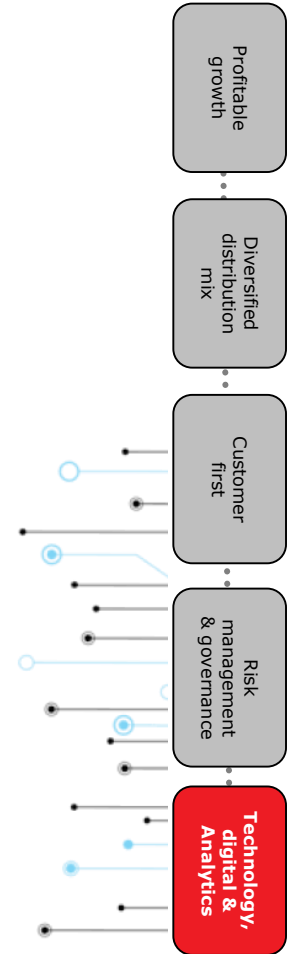 Profitable
growth
Diversified
distribution
mix
Customer
first
Risk
management
& governance
Technology,
digital &
Analytics